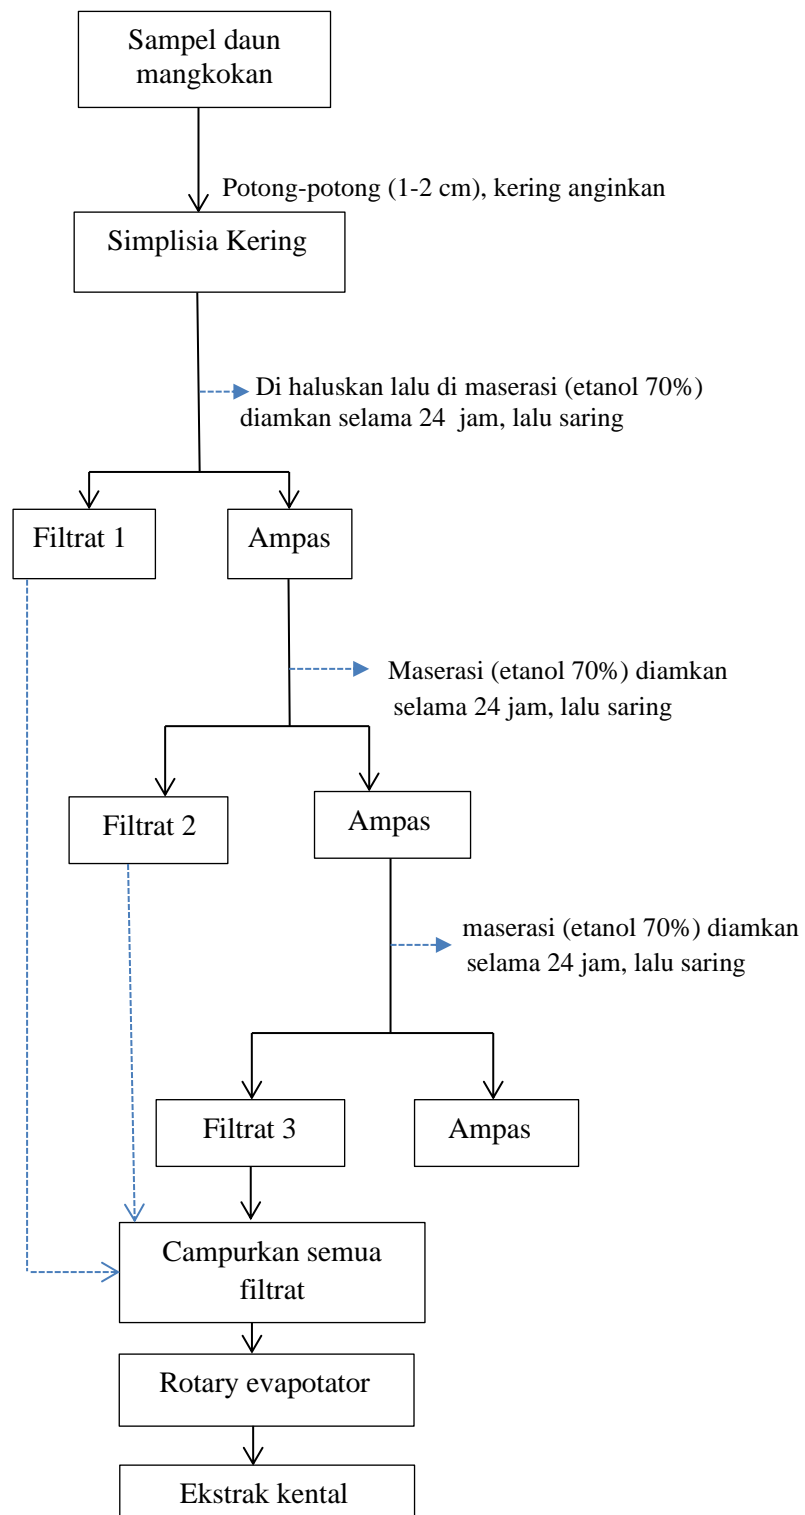 Sampel daun
mangkokan
Potong-potong (1-2 cm), kering anginkan
Simplisia Kering
Di haluskan lalu di maserasi (etanol 70%)
diamkan selama 24 jam, lalu saring
Filtrat 1
Ampas
Maserasi (etanol 70%) diamkan
selama 24 jam, lalu saring
Filtrat 2
Ampas
maserasi (etanol 70%) diamkan
selama 24 jam, lalu saring
Filtrat 3
Ampas
Campurkan semua
filtrat
Rotary evapotator
Ekstrak kental